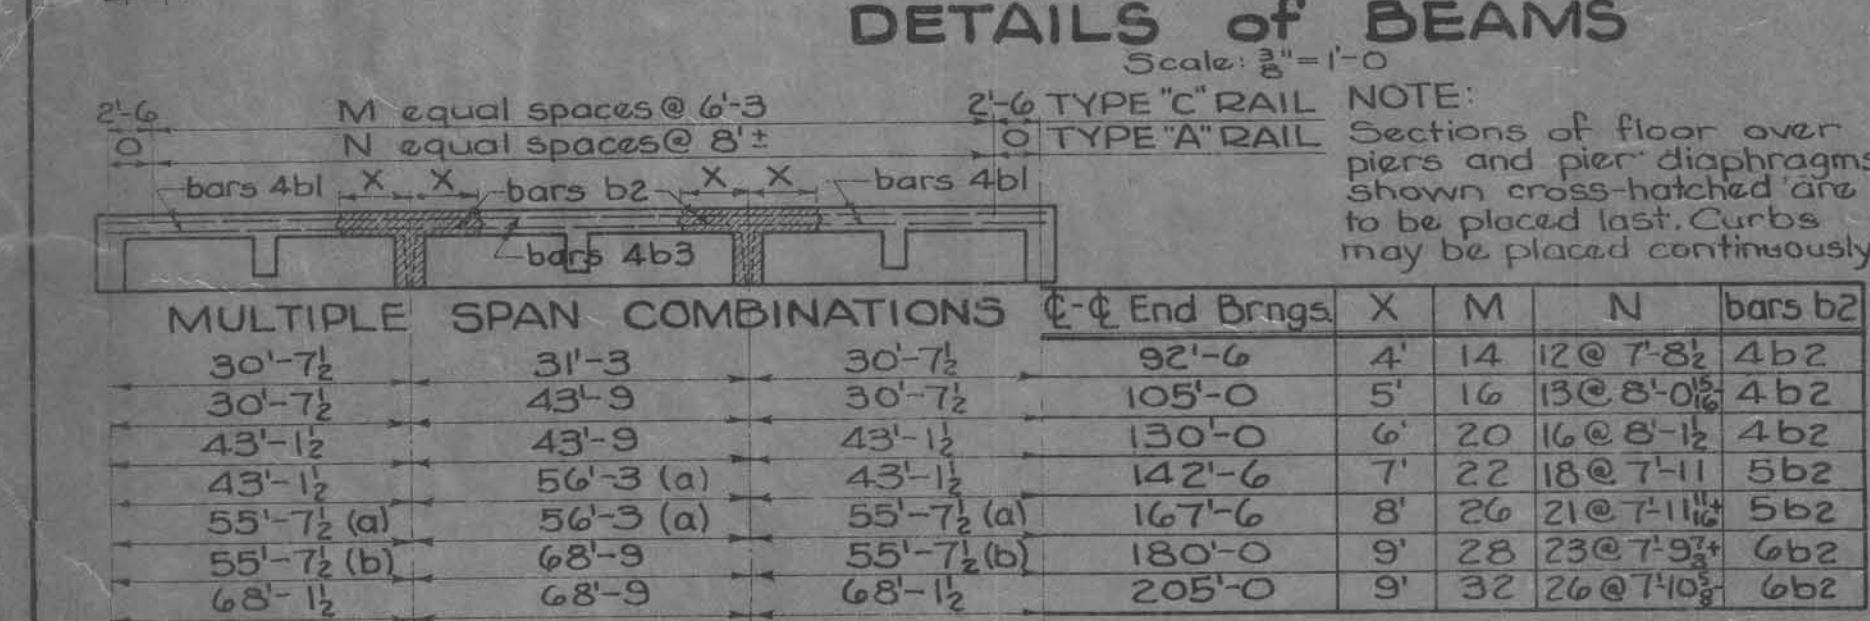 DETAILS of BEAMS
Scale: 3/8" = 1'-0
2'-6 M equal spaces @ 6'-3 2'-6 TYPE "C" RAIL
0 N equal spaces @ 8' ± 0 TYPE "A" RAIL
bars 4b1 X X bars b2 X X bars 4b1
bars 4b3
NOTE:
Sections of floor over
piers and pier diaphragms
shown cross-hatched are
to be placed last. Curbs
may be placed continuously
MULTIPLE SPAN COMBINATIONS ℄-℄ End Brngs. X M N bars b2
30'-7½ 31'-3 30'-7½ 92'-6 4' 14 12 @ 7'-8½ 4b2
30'-7½ 43'-9 30'-7½ 105'-0 5' 16 13 @ 8'-0 15/16 4b2
43'-1½ 43'-9 43'-1½ 130'-0 6' 20 16 @ 8'-1½ 4b2
43'-1½ 56'-3 (a) 43'-1½ 142'-6 7' 22 18 @ 7'-11 5b2
55'-7½ (a) 56'-3 (a) 55'-7½ (a) 167'-6 8' 26 21 @ 7'-11 11/16+ 5b2
55'-7½ (b) 68'-9 55'-7½ (b) 180'-0 9' 28 23 @ 7'-9 7/8+ 6b2
68'-1½ 68'-9 68'-1½ 205'-0 9' 32 26 @ 7'-10 5/8- 6b2